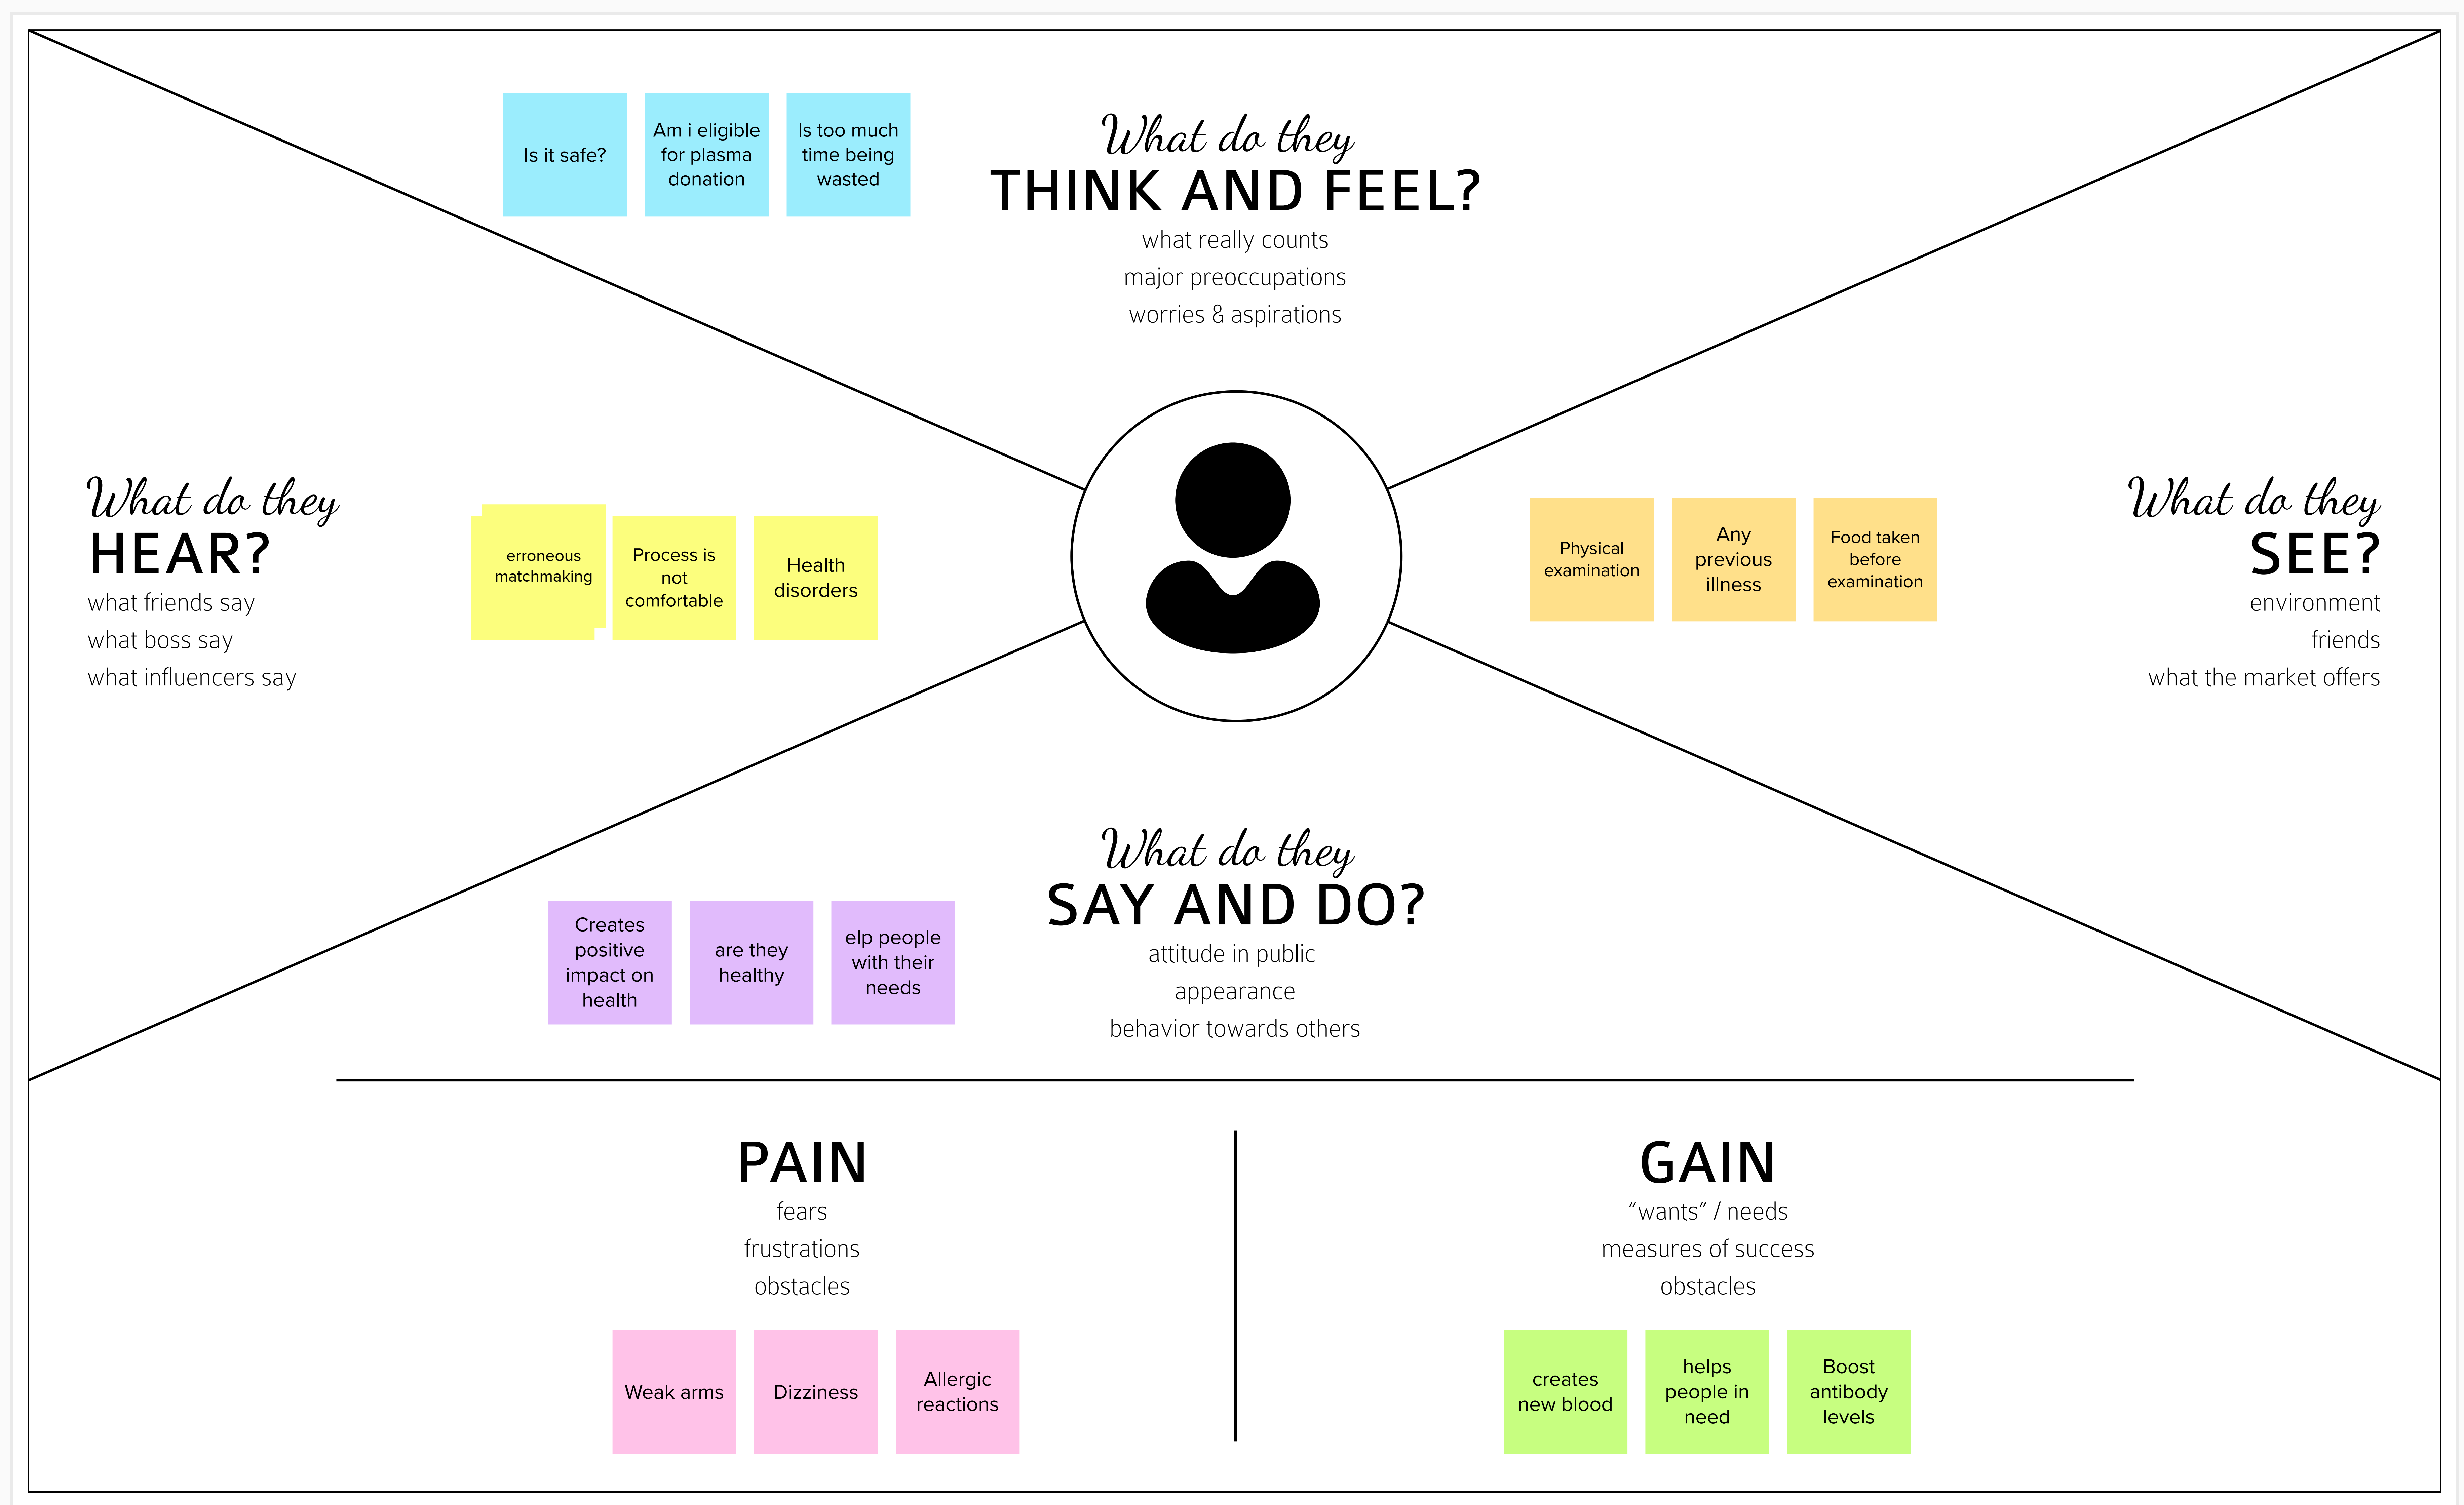 Is it safe?
Am i eligible
for plasma
donation
Is too much
time being
wasted
What do they
THINK AND FEEL?
what really counts
major preoccupations
worries & aspirations
What do they
HEAR?
what friends say
what boss say
what influencers say
erroneous
matchmaking
Process is
not
comfortable
Health
disorders
Physical
examination
Any
previous
illness
Food taken
before
examination
What do they
SEE?
environment
friends
what the market offers
What do they
SAY AND DO?
attitude in public
appearance
behavior towards others
Creates
positive
impact on
health
are they
healthy
elp people
with their
needs
PAIN
fears
frustrations
obstacles
Weak arms
Dizziness
Allergic
reactions
GAIN
“wants” / needs
measures of success
obstacles
creates
new blood
helps
people in
need
Boost
antibody
levels